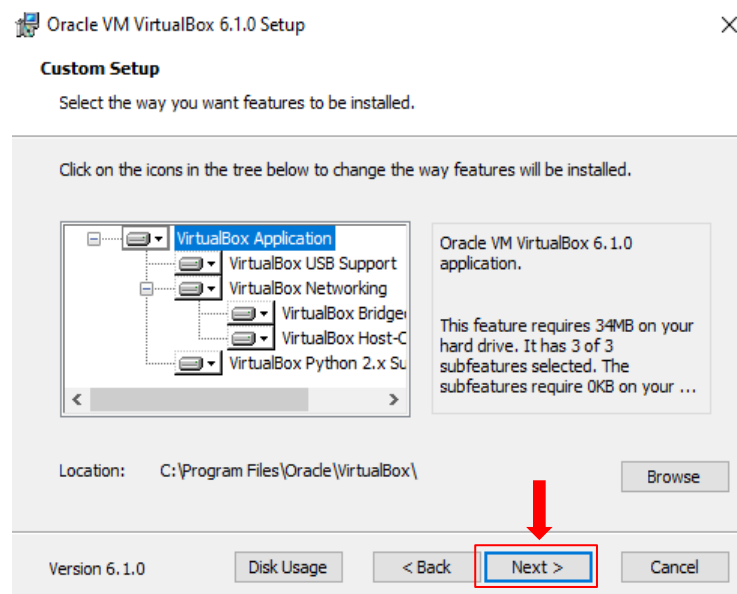 Oracle VM VirtualBox 6.1.0 Setup
Custom Setup
Select the way you want features to be installed.
Click on the icons in the tree below to change the way features will be installed.
VirtualBox Application
VirtualBox USB Support
VirtualBox Networking
VirtualBox Bridge
VirtualBox Host-C
VirtualBox Python 2.x Su
Oracle VM VirtualBox 6.1.0
application.
This feature requires 34MB on your
hard drive. It has 3 of 3
subfeatures selected. The
subfeatures require 0KB on your ...
Location: C:\Program Files\Oracle\VirtualBox\
Browse
Version 6.1.0
Disk Usage
< Back
Next >
Cancel